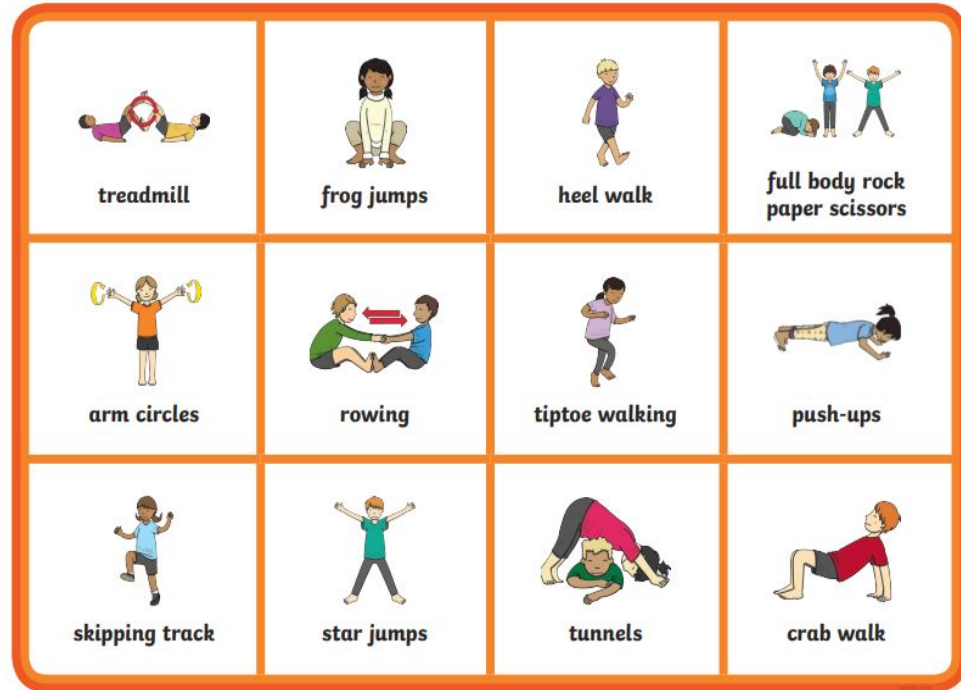 treadmill
frog jumps
heel walk
full body rock
paper scissors
arm circles
rowing
tiptoe walking
push-ups
skipping track
star jumps
tunnels
crab walk